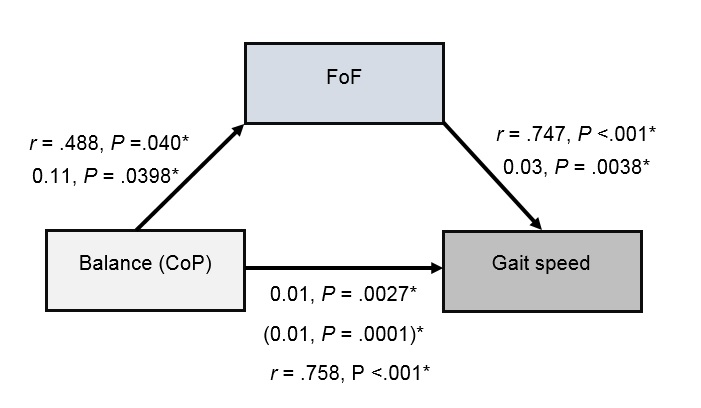 FoF
r = .488, P =.040*
0.11, P = .0398*
r = .747, P <.001*
0.03, P = .0038*
Balance (CoP)
Gait speed
0.01, P = .0027*
(0.01, P = .0001)*
r = .758, P <.001*